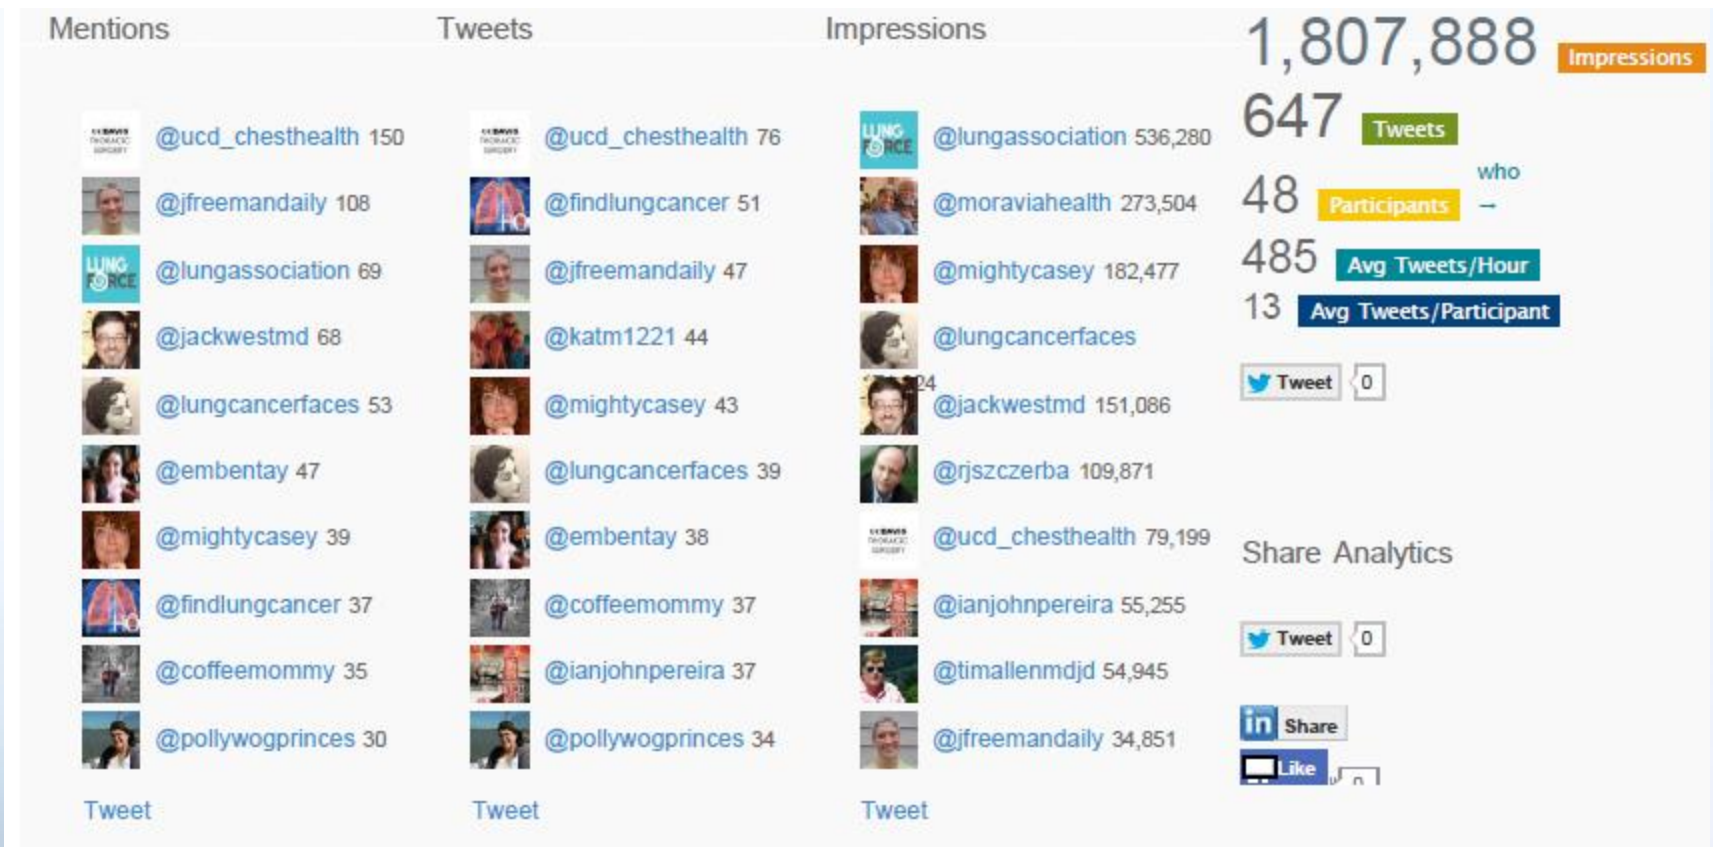 Mentions
@ucd_chesthealth 150
@jfreemandaily 108
@lungassociation 69
@jackwestmd 68
@lungcancerfaces 53
@embentay 47
@mightycasey 39
@findlungcancer 37
@coffeemommy 35
@pollywogprinces 30
Tweet
Tweets
@ucd_chesthealth 76
@findlungcancer 51
@jfreemandaily 47
@katm1221 44
@mightycasey 43
@lungcancerfaces 39
@embentay 38
@coffeemommy 37
@ianjohnpereira 37
@pollywogprinces 34
Tweet
Impressions
LUNG FORCE
@lungassociation 536,280
@moraviahealth 273,504
@mightycasey 182,477
@lungcancerfaces
@jackwestmd 151,086
@rjszczerba 109,871
@ucd_chesthealth 79,199
@ianjohnpereira 55,255
@timallenmdjd 54,945
@jfreemandaily 34,851
Tweet
1,807,888 Impressions
647 Tweets
48 Participants who →
485 Avg Tweets/Hour
13 Avg Tweets/Participant
Tweet 0
Share Analytics
Tweet 0
in Share
Like